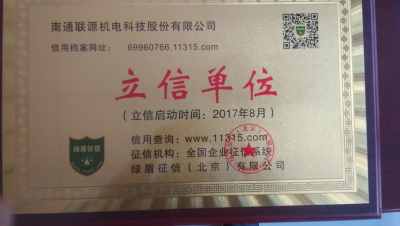 南通联源机电科技股份有限公司
信用档案网址: 69960766.11315.com
立信单位
(立信启动时间:2017年8月)
信用查询:www.11315.com
征信机构:全国企业征信系统
绿盾征信(北京)有限公司
绿盾征信